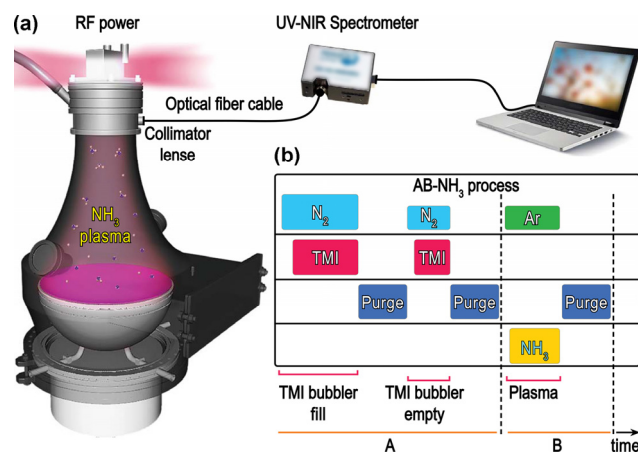 (a)
RF power
UV-NIR Spectrometer
Optical fiber cable
Collimator
lense
NH3
plasma
(b)
AB-NH3 process
N2
N2
Ar
TMI
TMI
Purge
Purge
Purge
NH3
TMI bubbler
fill
TMI bubbler
empty
Plasma
A
B
time